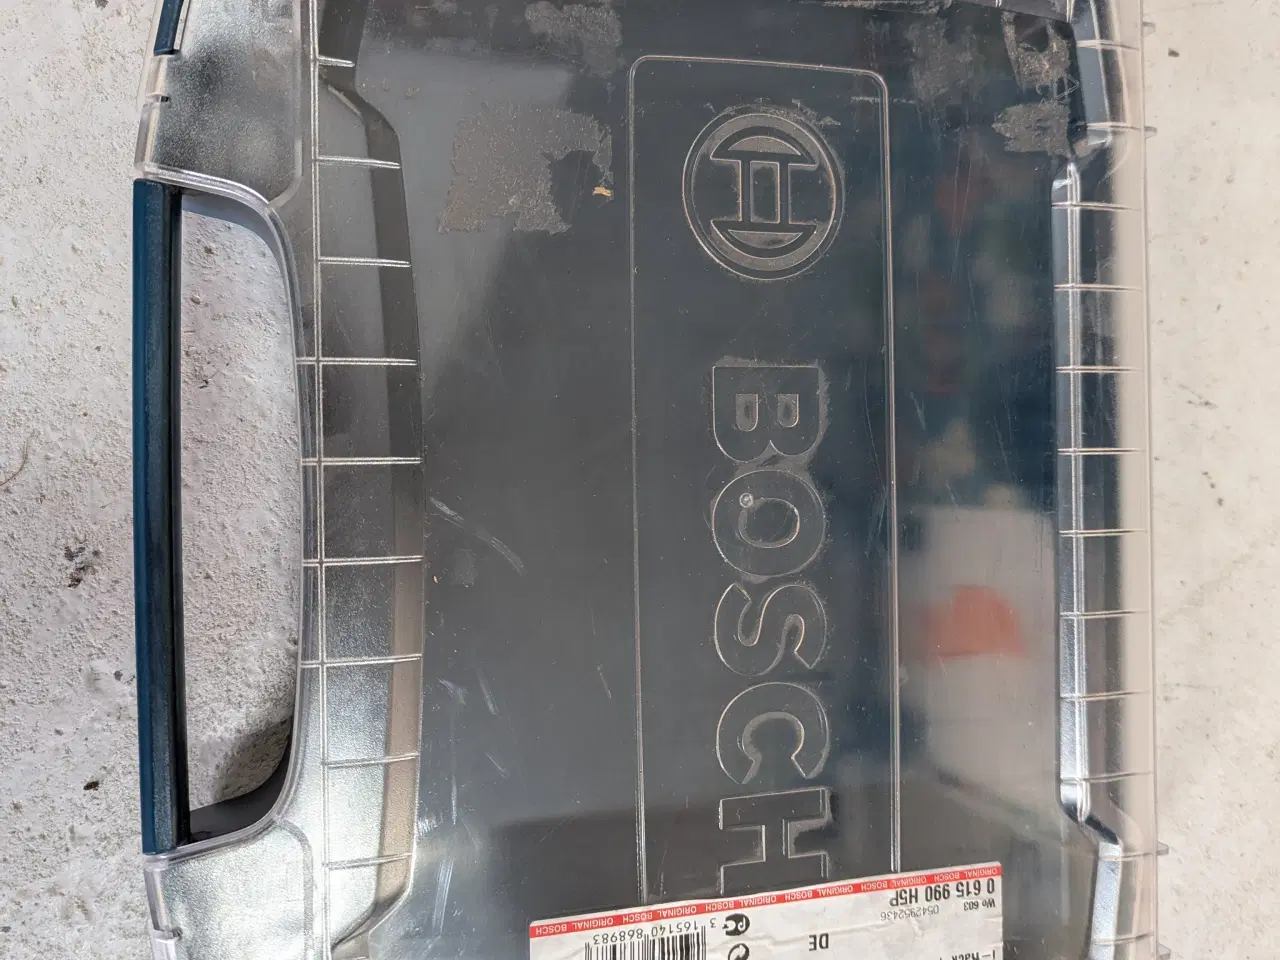 BOSCH
ORIGINAL BOSCH ORIGINAL BOSCH ORIGINAL BOSCH ORIGINAL BOSCH ORIGINAL BOSCH ORIGINAL
0 615 990 H5P
Wo 603 0542952436
DE
3 165140 868983